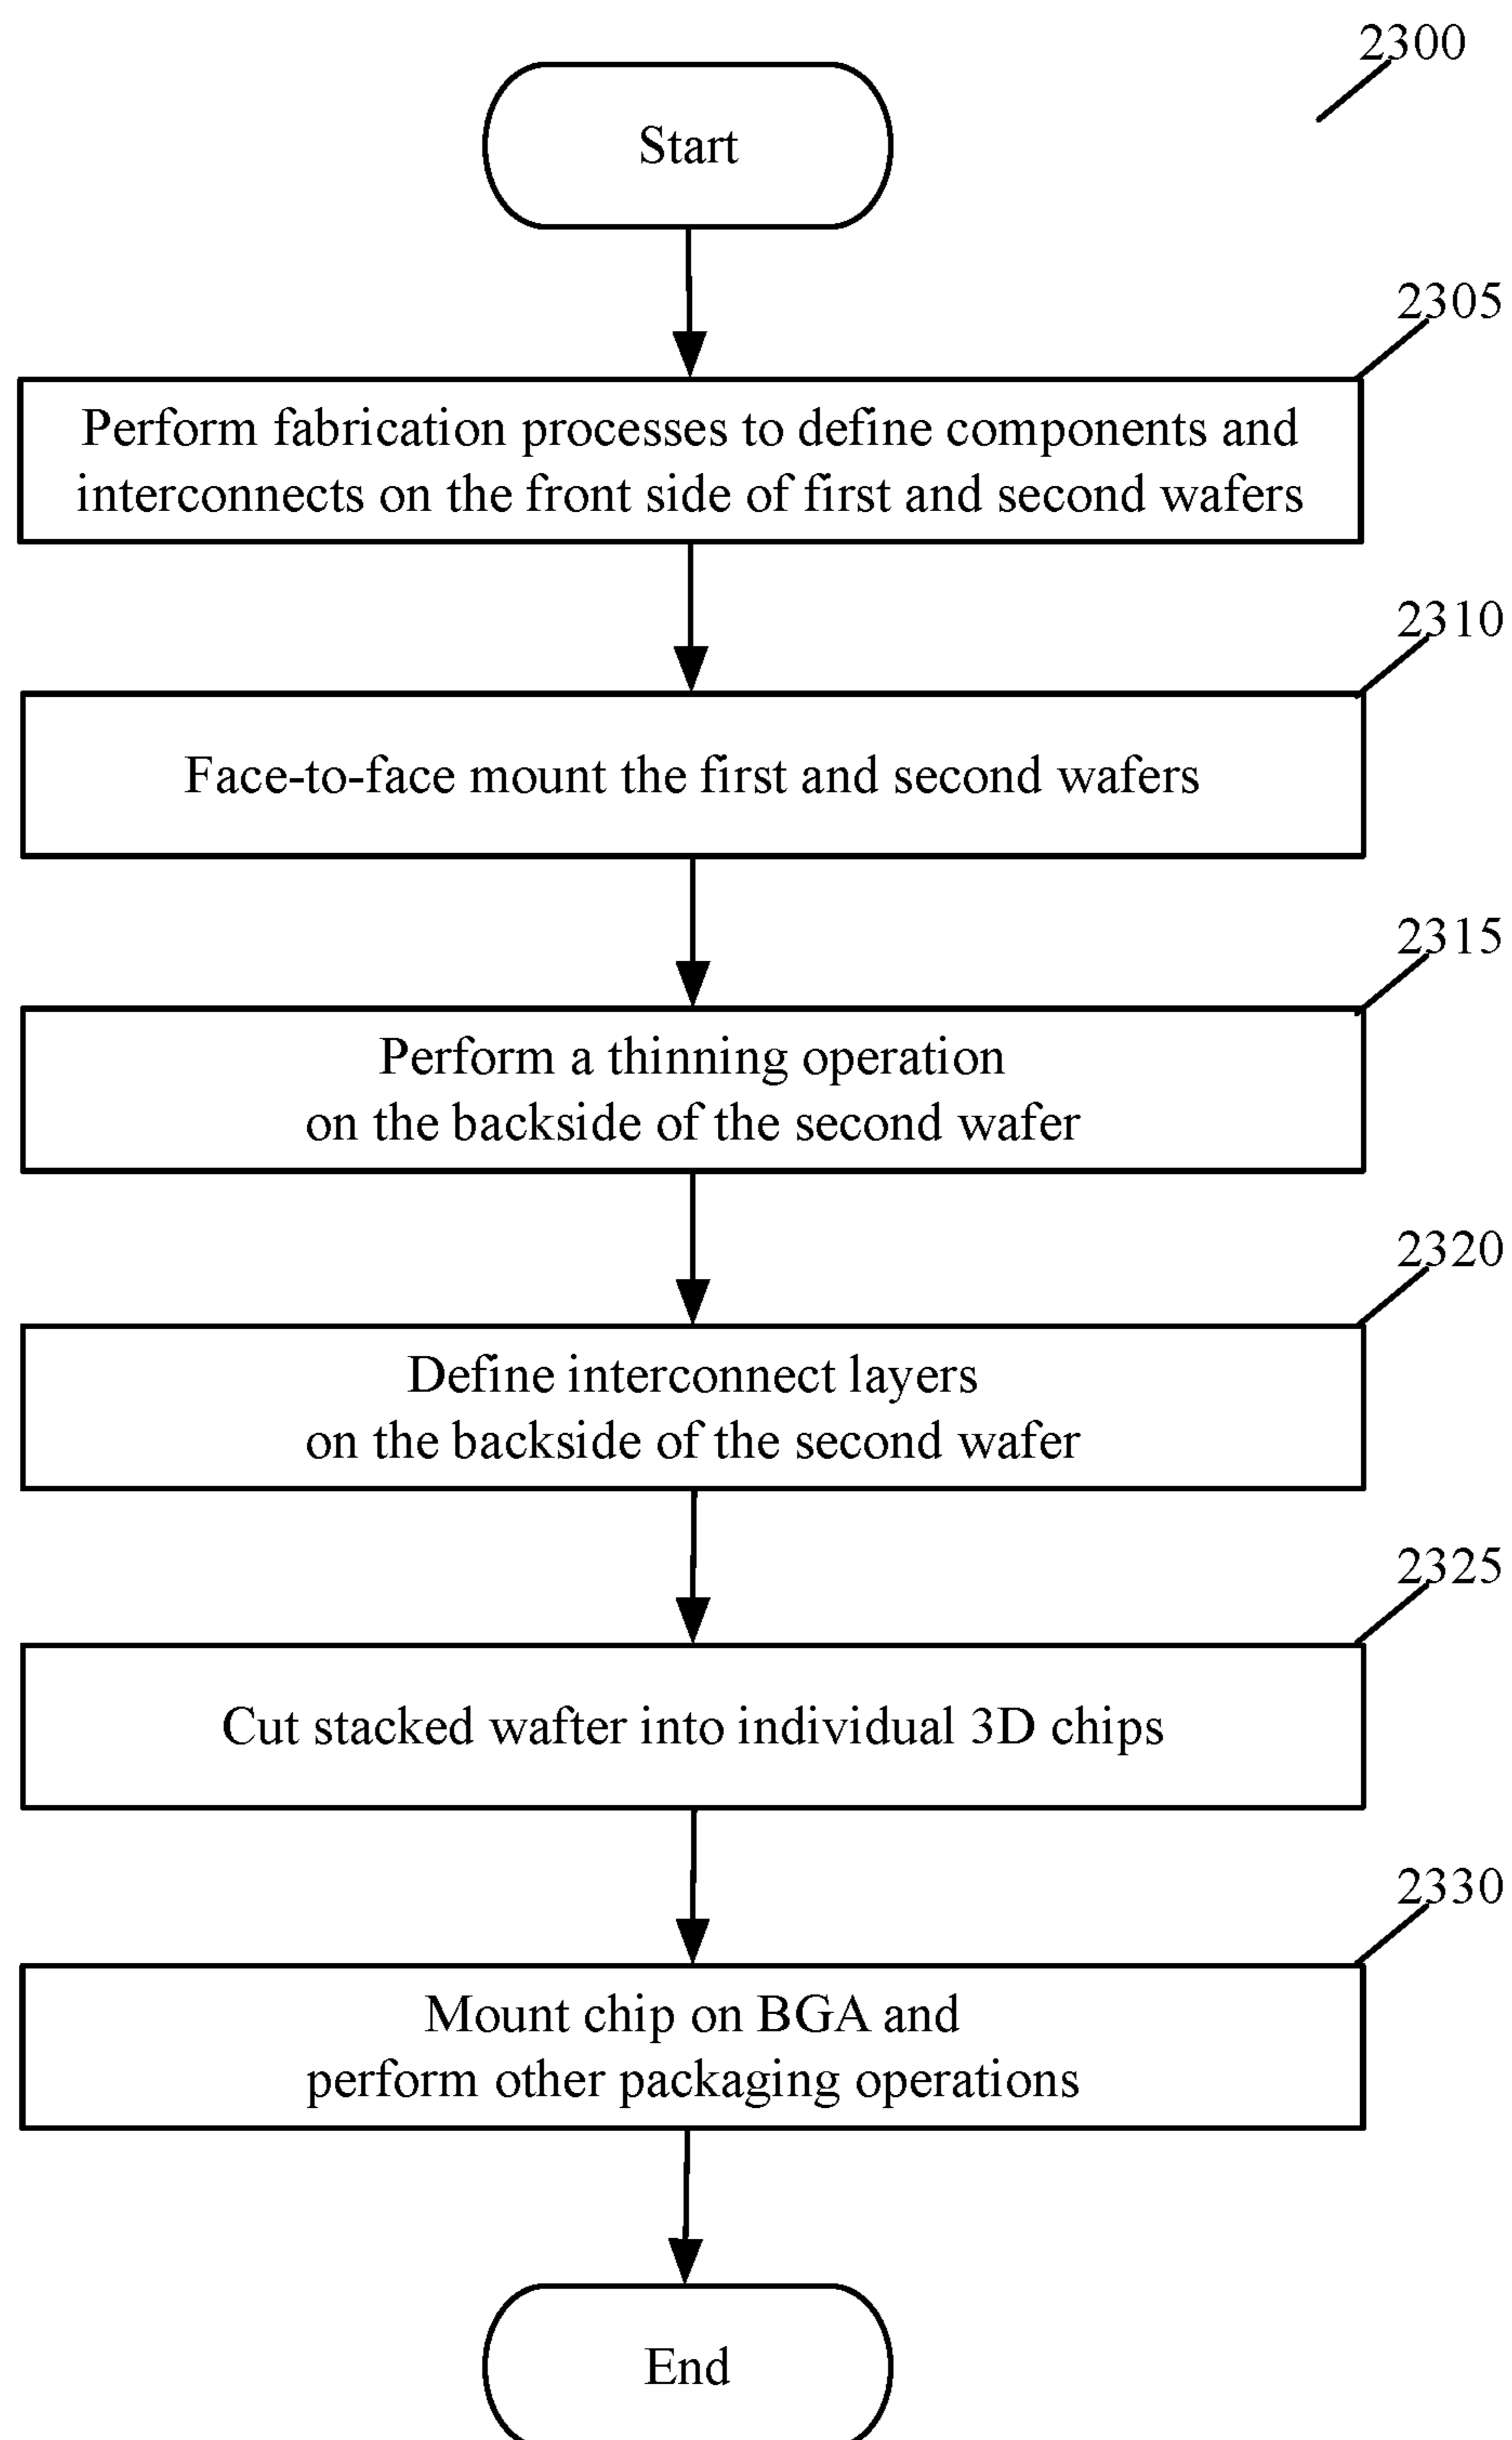 2300
Start
2305
Perform fabrication processes to define components and
interconnects on the front side of first and second wafers
2310
Face-to-face mount the first and second wafers
2315
Perform a thinning operation
on the backside of the second wafer
2320
Define interconnect layers
on the backside of the second wafer
2325
Cut stacked wafter into individual 3D chips
2330
Mount chip on BGA and
perform other packaging operations
End